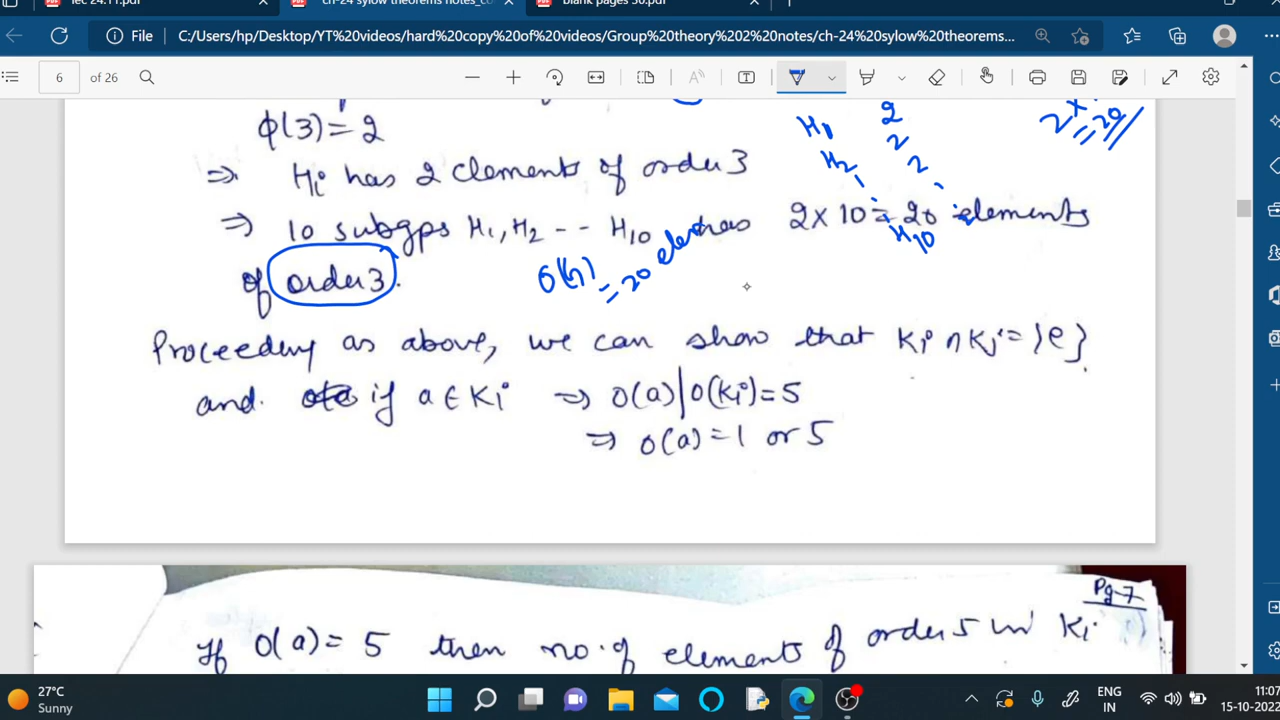 lec 24.11.pdf
ch-24 sylow theorems notes_co
blank pages 30.pdf
File
C:/Users/hp/Desktop/YT%20videos/hard%20copy%20of%20videos/Group%20theory%202%20notes/ch-24%20sylow%20theorems...
6 of 26
φ(3) = 2
H1 2
H2 2
2
H10
=20
⇒ Hi has 2 elements of order 3
⇒ 10 subgps H1, H2 -- H10 has 2 x 10 = 20 elements
of order 3.
= 20
Proceeding as above, we can show that Ki ∩ Kj = {e}
and if a ∈ Ki ⇒ o(a) | o(Ki) = 5
⇒ o(a) = 1 or 5
Pg-7
If o(a) = 5 then no. of elements of order 5 in Ki
27°C
Sunny
ENG
IN
11:07
15-10-2022